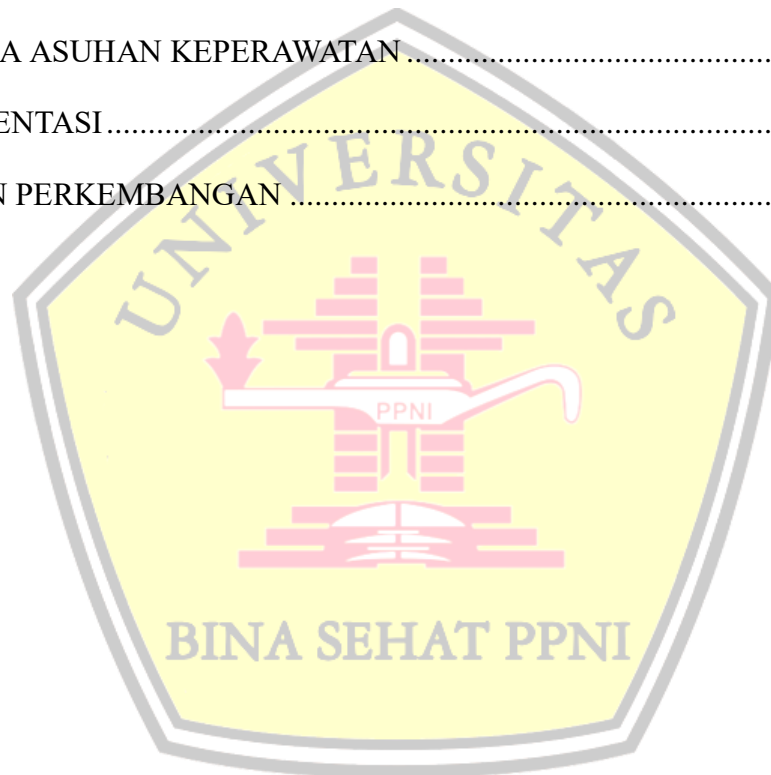 A ASUHAN KEPERAWATAN ........................................
ENTASI ..................................................................................
N PERKEMBANGAN ...........................................................
UNIVERSITAS
PPNI
BINA SEHAT PPNI